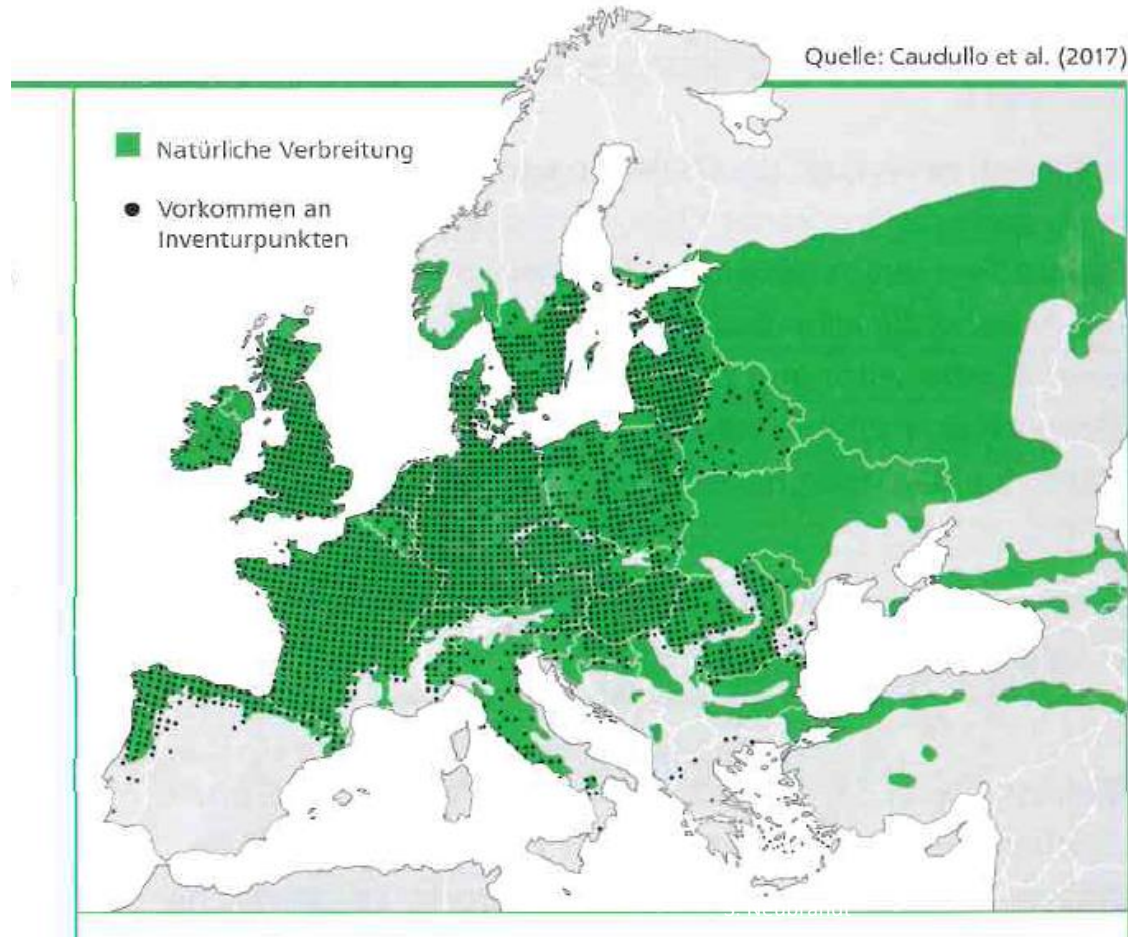 Quelle: Caudullo et al. (2017)
Natürliche Verbreitung
Vorkommen an
Inventurpunkten